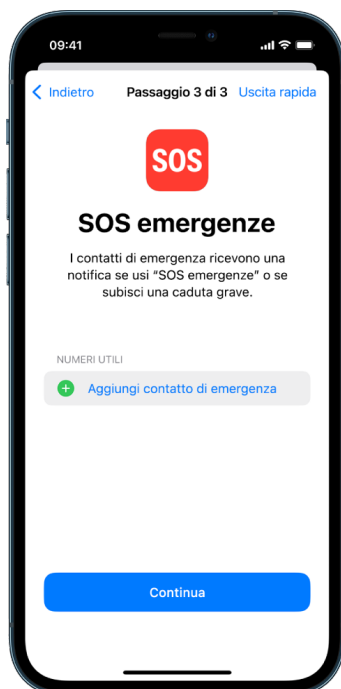 09:41
Indietro Passaggio 3 di 3 Uscita rapida
SOS
SOS emergenze
I contatti di emergenza ricevono una
notifica se usi “SOS emergenze” o se
subisci una caduta grave.
NUMERI UTILI
Aggiungi contatto di emergenza
Continua